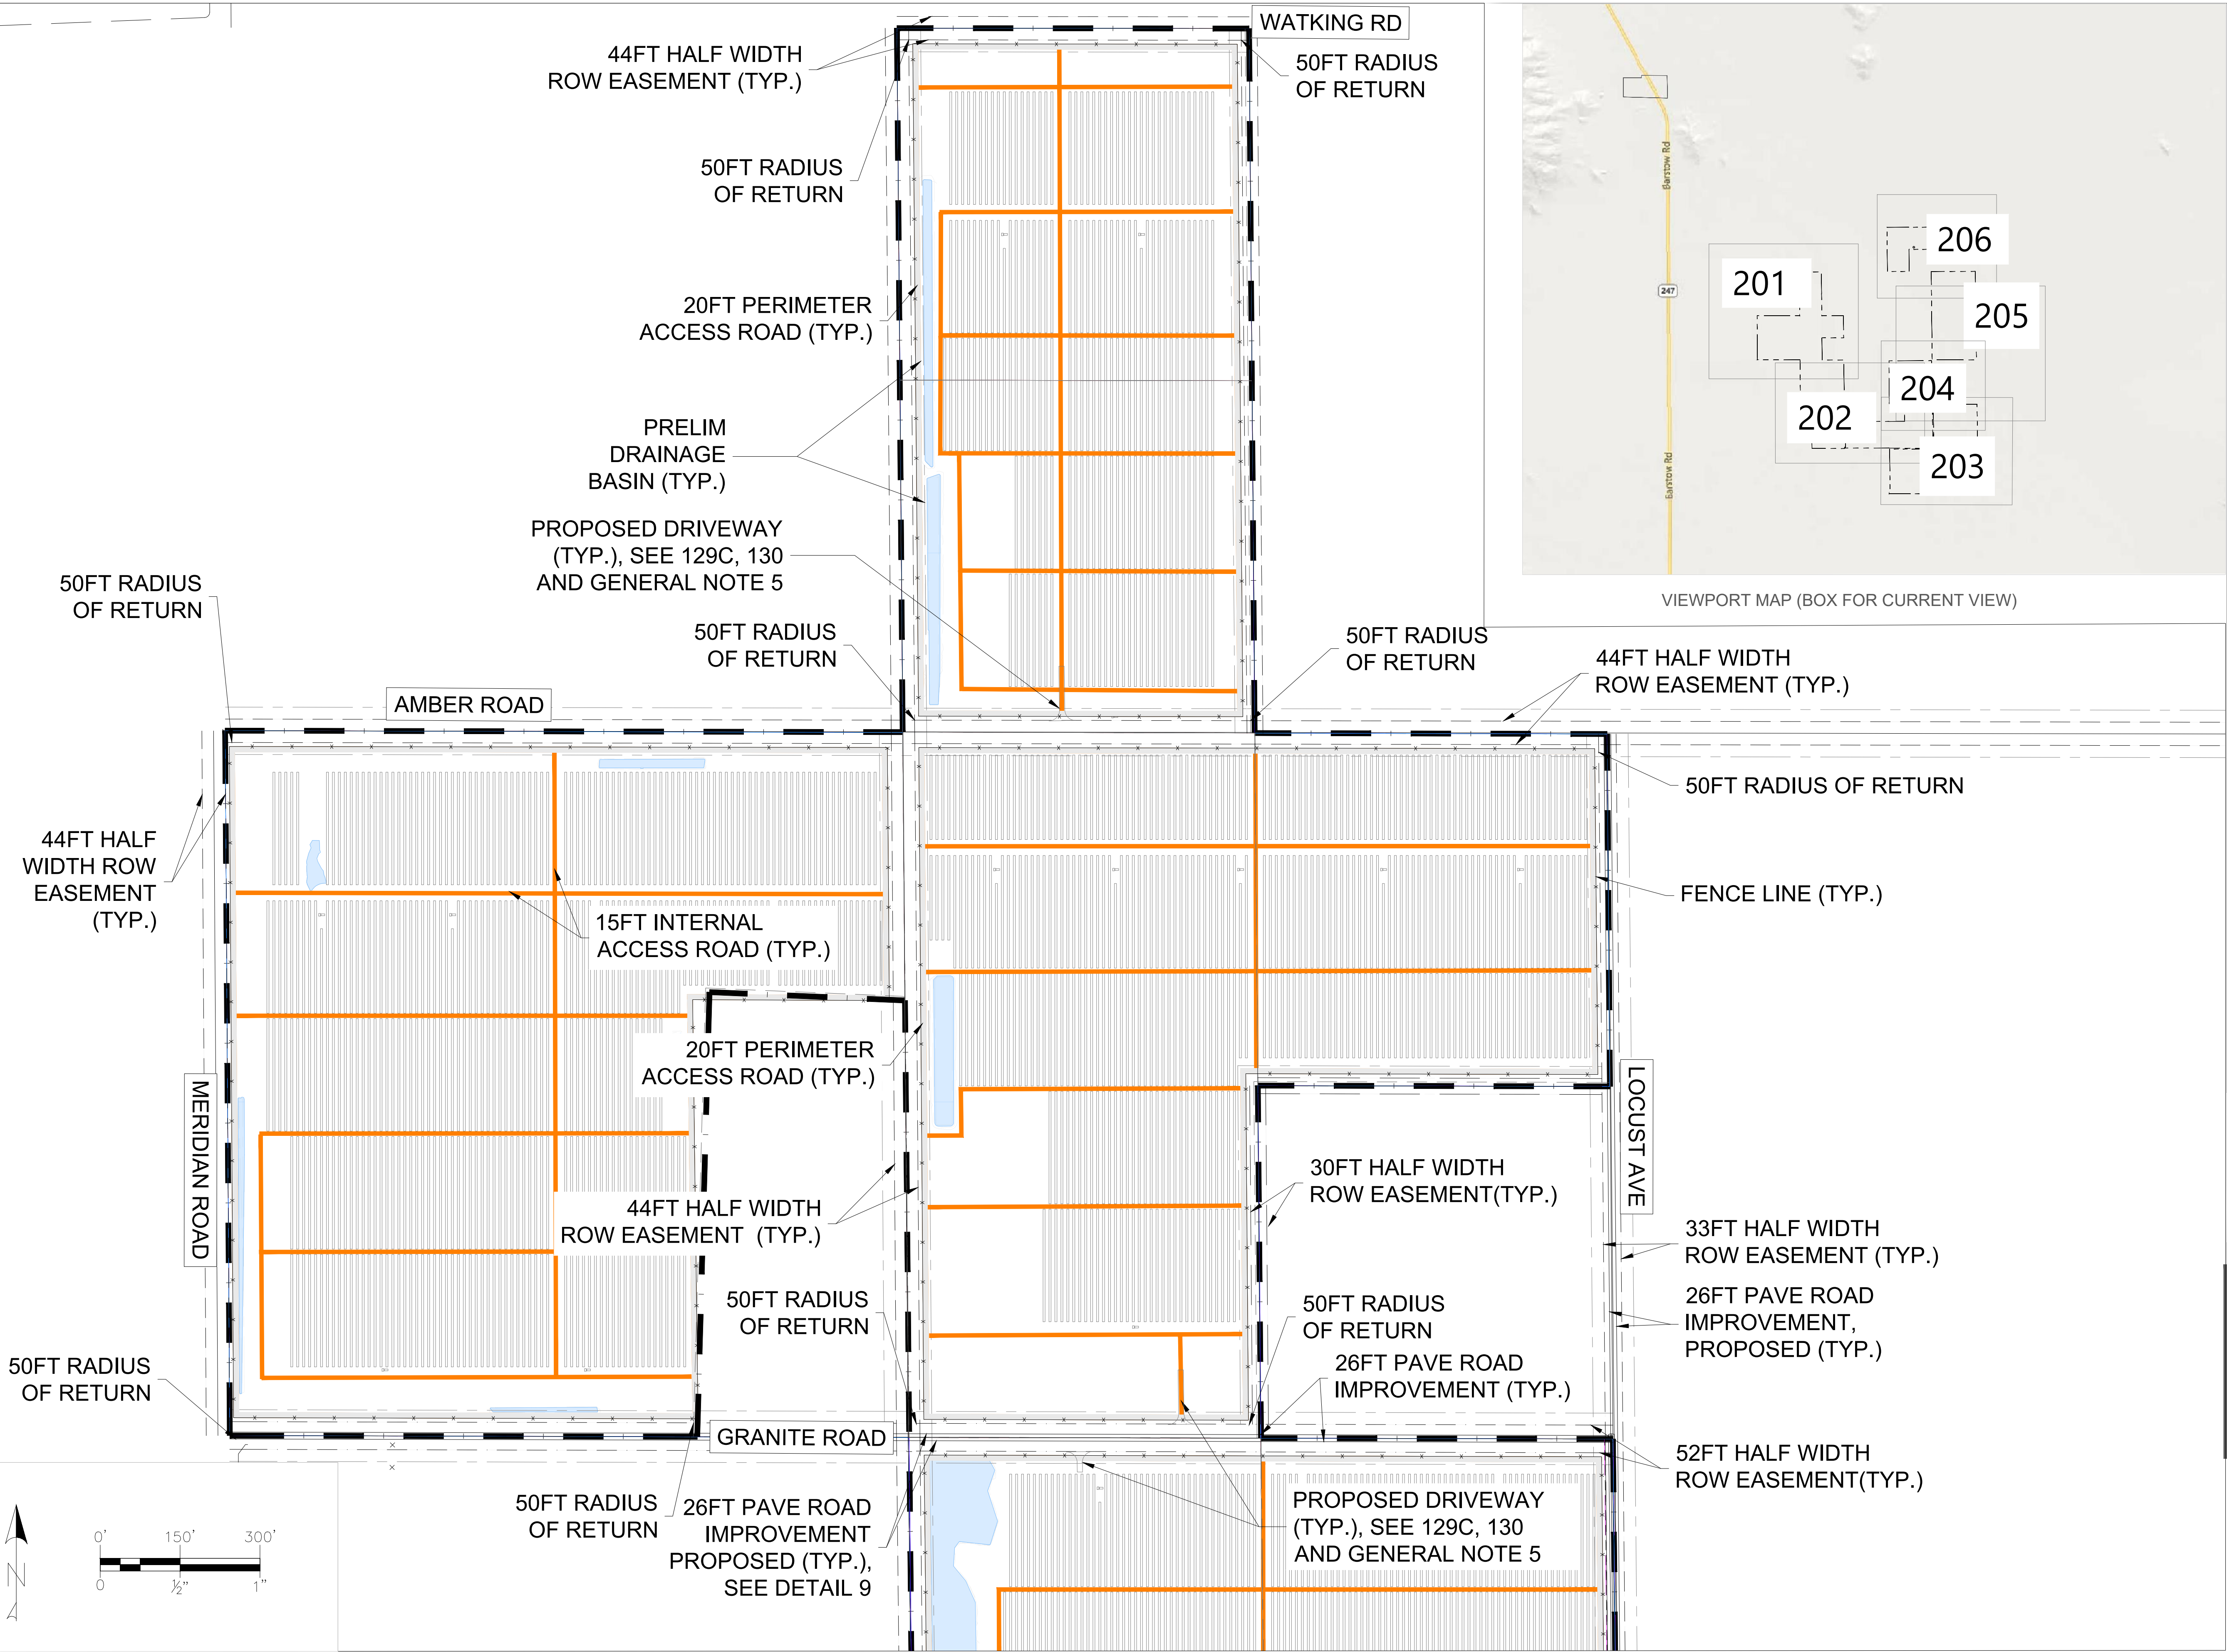 WATKING RD
44FT HALF WIDTH
ROW EASEMENT (TYP.)
50FT RADIUS
OF RETURN
50FT RADIUS
OF RETURN
20FT PERIMETER
ACCESS ROAD (TYP.)
PRELIM
DRAINAGE
BASIN (TYP.)
PROPOSED DRIVEWAY
(TYP.), SEE 129C, 130
AND GENERAL NOTE 5
Barstow Rd
247
Barstow Rd
206
201
205
204
202
203
VIEWPORT MAP (BOX FOR CURRENT VIEW)
50FT RADIUS
OF RETURN
50FT RADIUS
OF RETURN
50FT RADIUS
OF RETURN
44FT HALF WIDTH
ROW EASEMENT (TYP.)
AMBER ROAD
50FT RADIUS OF RETURN
44FT HALF
WIDTH ROW
EASEMENT
(TYP.)
FENCE LINE (TYP.)
15FT INTERNAL
ACCESS ROAD (TYP.)
20FT PERIMETER
ACCESS ROAD (TYP.)
MERIDIAN ROAD
LOCUST AVE
30FT HALF WIDTH
ROW EASEMENT(TYP.)
44FT HALF WIDTH
ROW EASEMENT (TYP.)
33FT HALF WIDTH
ROW EASEMENT (TYP.)
50FT RADIUS
OF RETURN
50FT RADIUS
OF RETURN
26FT PAVE ROAD
IMPROVEMENT,
PROPOSED (TYP.)
50FT RADIUS
OF RETURN
26FT PAVE ROAD
IMPROVEMENT (TYP.)
GRANITE ROAD
52FT HALF WIDTH
ROW EASEMENT(TYP.)
50FT RADIUS
OF RETURN
26FT PAVE ROAD
IMPROVEMENT
PROPOSED (TYP.),
SEE DETAIL 9
PROPOSED DRIVEWAY
(TYP.), SEE 129C, 130
AND GENERAL NOTE 5
N
0' 150' 300'
0 ½" 1"